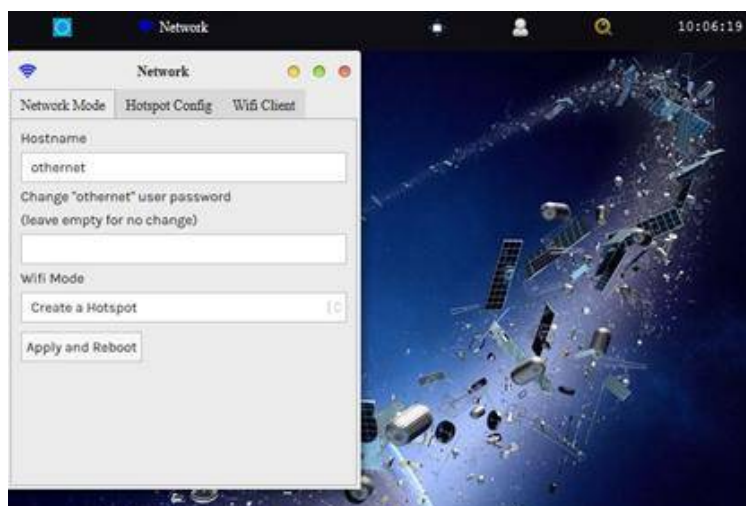 Network
10:06:19
Network
Network Mode Hotspot Config Wifi Client
Hostname
othernet
Change "othernet" user password
(leave empty for no change)
Wifi Mode
Create a Hotspot
Apply and Reboot